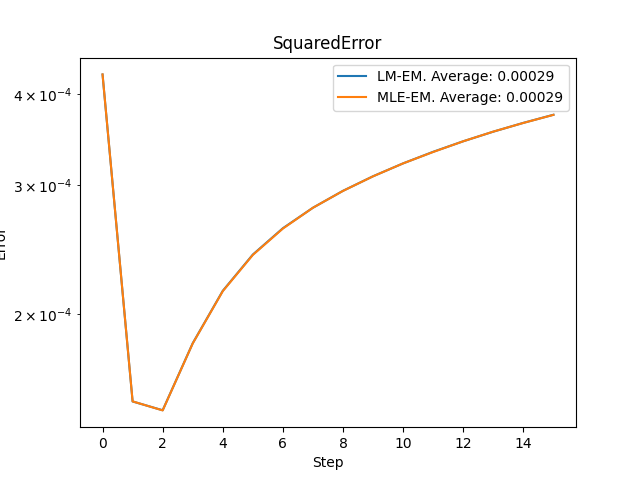 SquaredError
LM-EM. Average: 0.00029
MLE-EM. Average: 0.00029
4 × 10⁻⁴
3 × 10⁻⁴
2 × 10⁻⁴
Error
0 2 4 6 8 10 12 14
Step